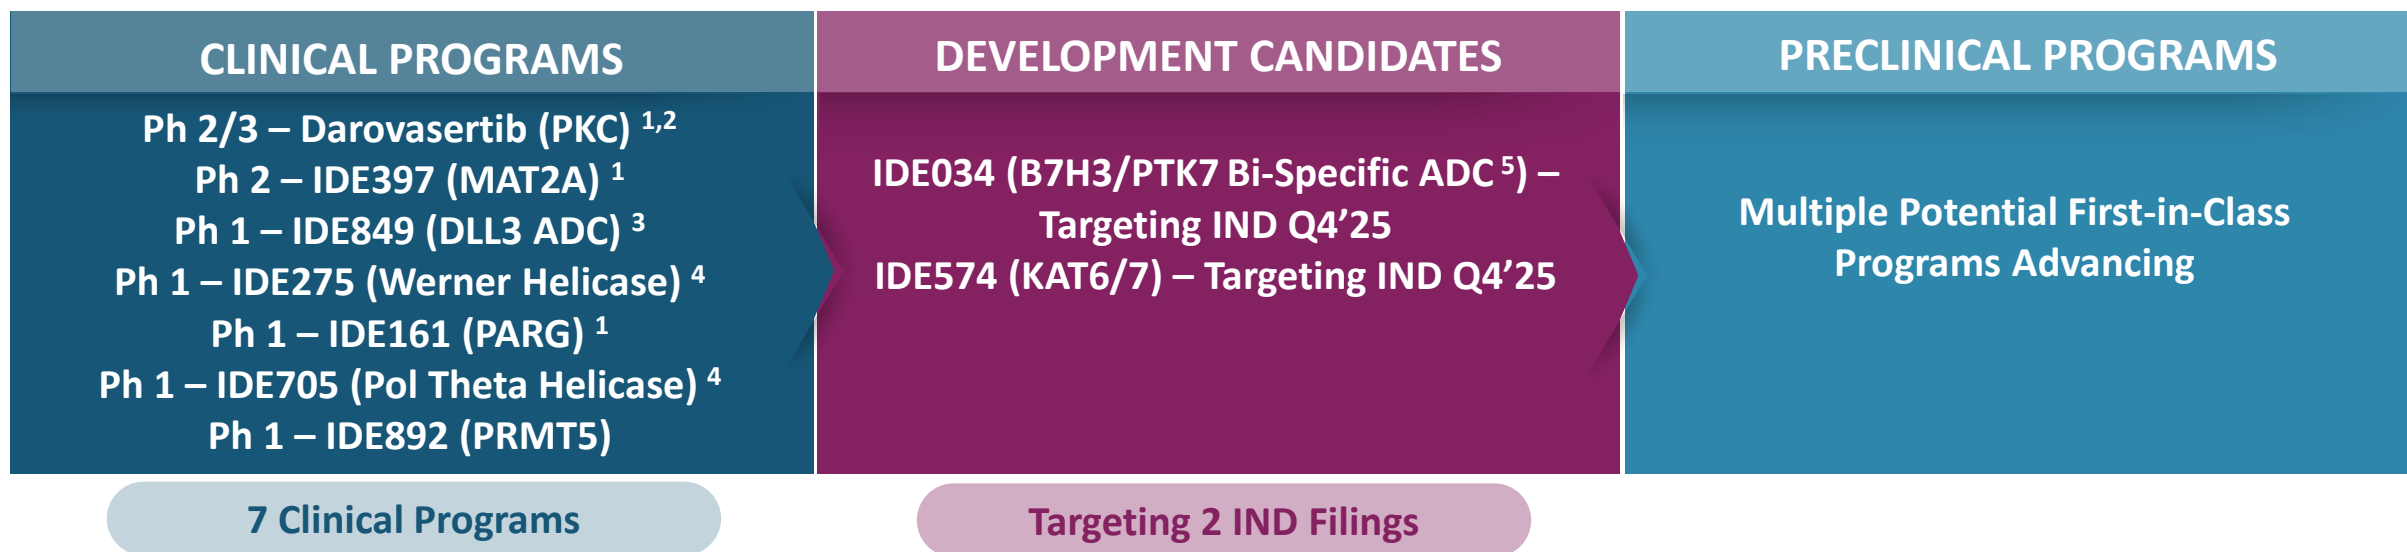 CLINICAL PROGRAMS
Ph 2/3 – Darovasertib (PKC) 1,2
Ph 2 – IDE397 (MAT2A) 1
Ph 1 – IDE849 (DLL3 ADC) 3
Ph 1 – IDE275 (Werner Helicase) 4
Ph 1 – IDE161 (PARG) 1
Ph 1 – IDE705 (Pol Theta Helicase) 4
Ph 1 – IDE892 (PRMT5)
7 Clinical Programs
DEVELOPMENT CANDIDATES
IDE034 (B7H3/PTK7 Bi-Specific ADC 5) –
Targeting IND Q4’25
IDE574 (KAT6/7) – Targeting IND Q4’25
Targeting 2 IND Filings
PRECLINICAL PROGRAMS
Multiple Potential First-in-Class
Programs Advancing